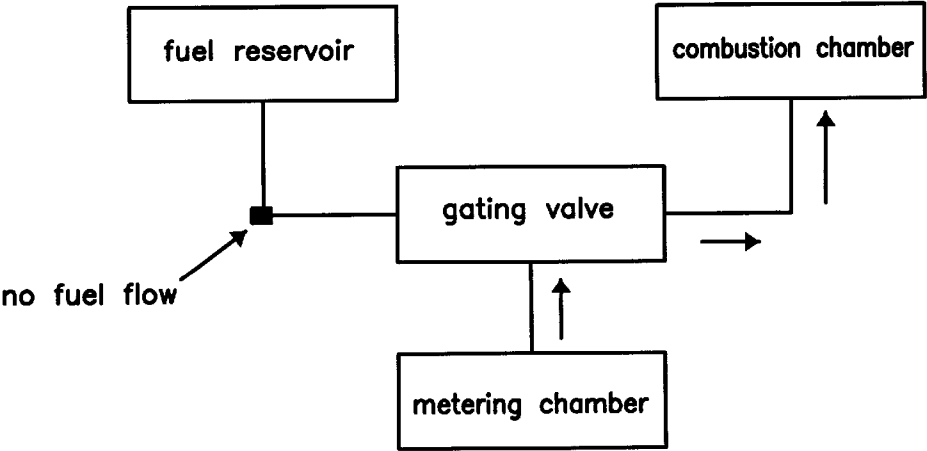 fuel reservoir
combustion chamber
gating valve
no fuel flow
metering chamber